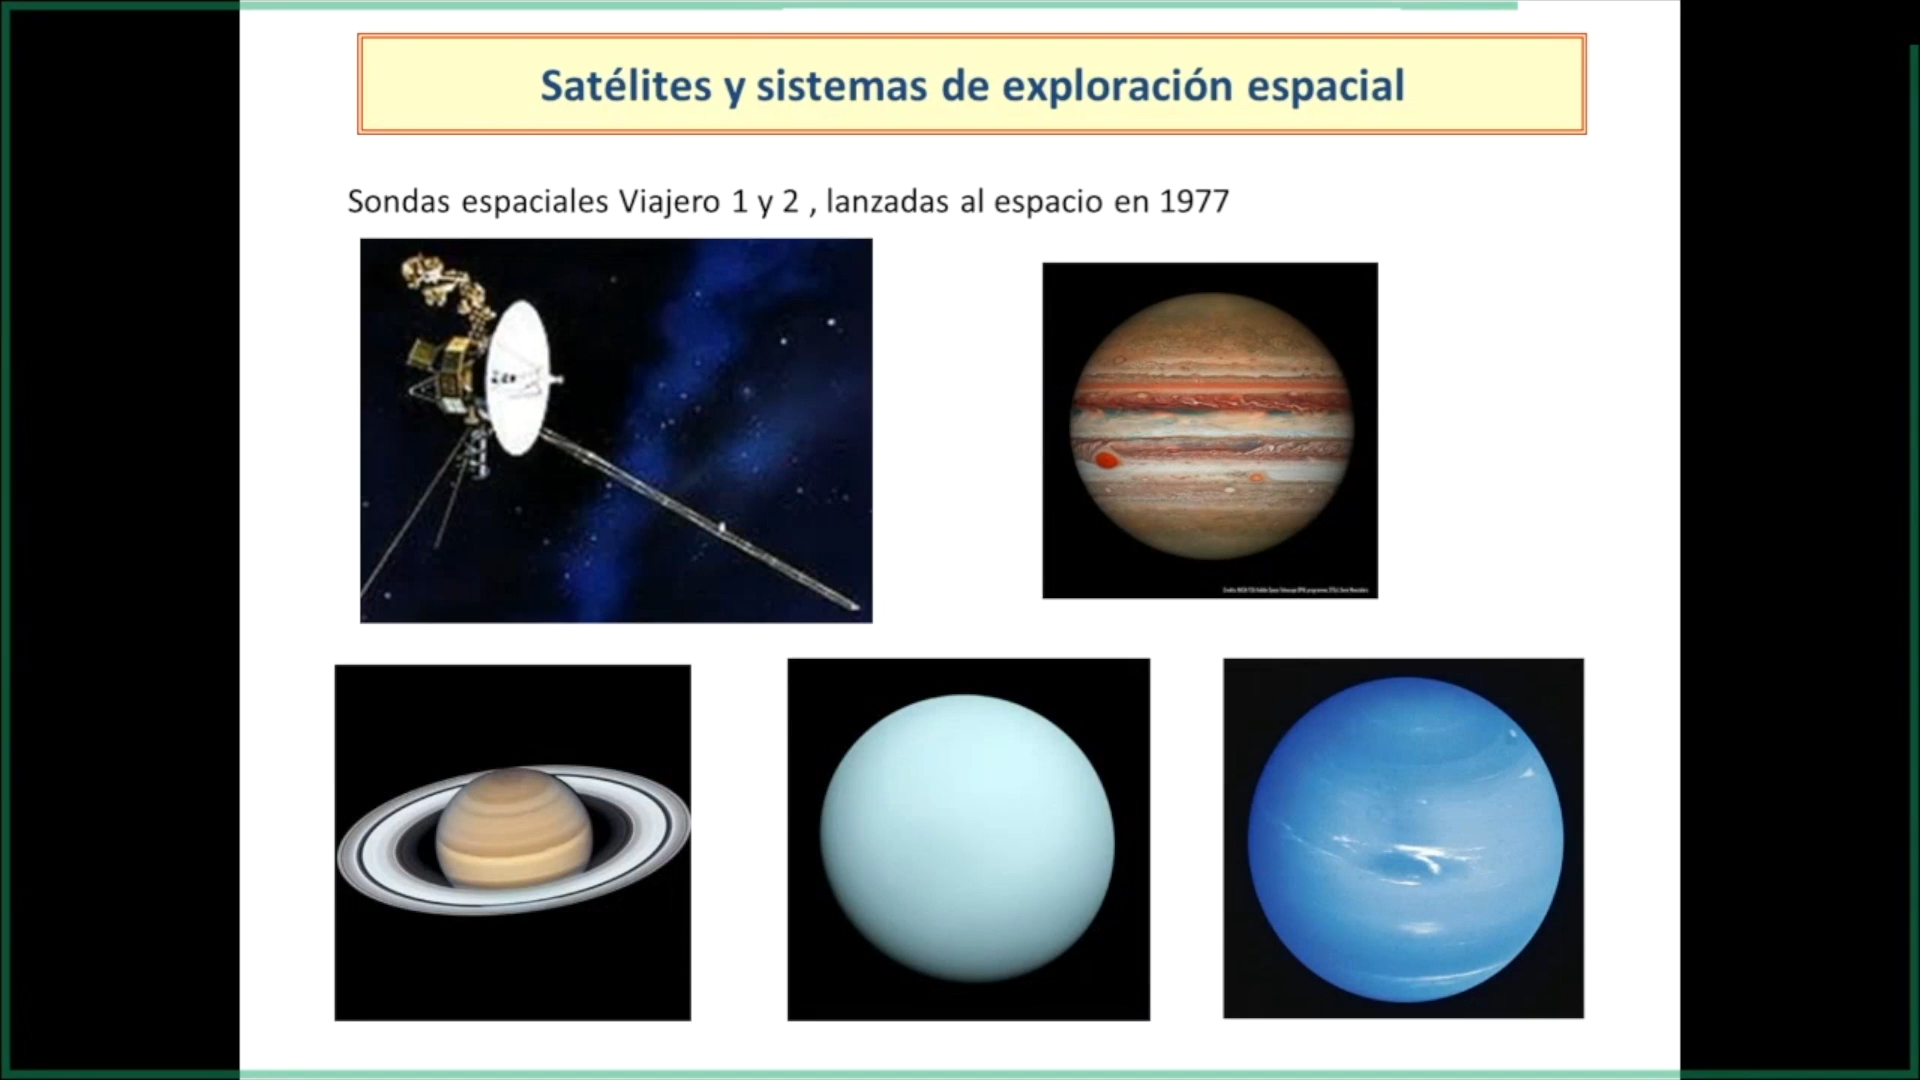 Satélites y sistemas de exploración espacial
Sondas espaciales Viajero 1 y 2 , lanzadas al espacio en 1977